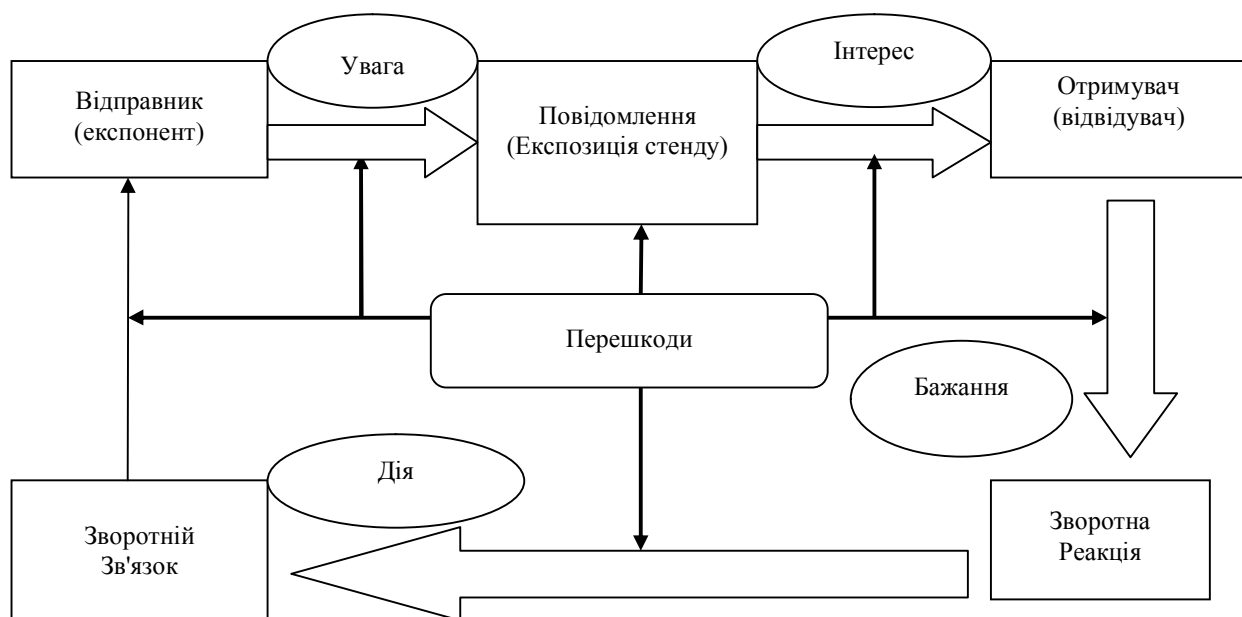 Увага
Інтерес
Відправник
(експонент)
Повідомлення
(Експозиція стенду)
Отримувач
(відвідувач)
Перешкоди
Бажання
Дія
Зворотній
Зв'язок
Зворотна
Реакція